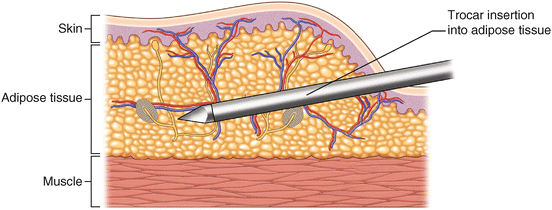 Skin
Trocar insertion
into adipose tissue
Adipose tissue
Muscle